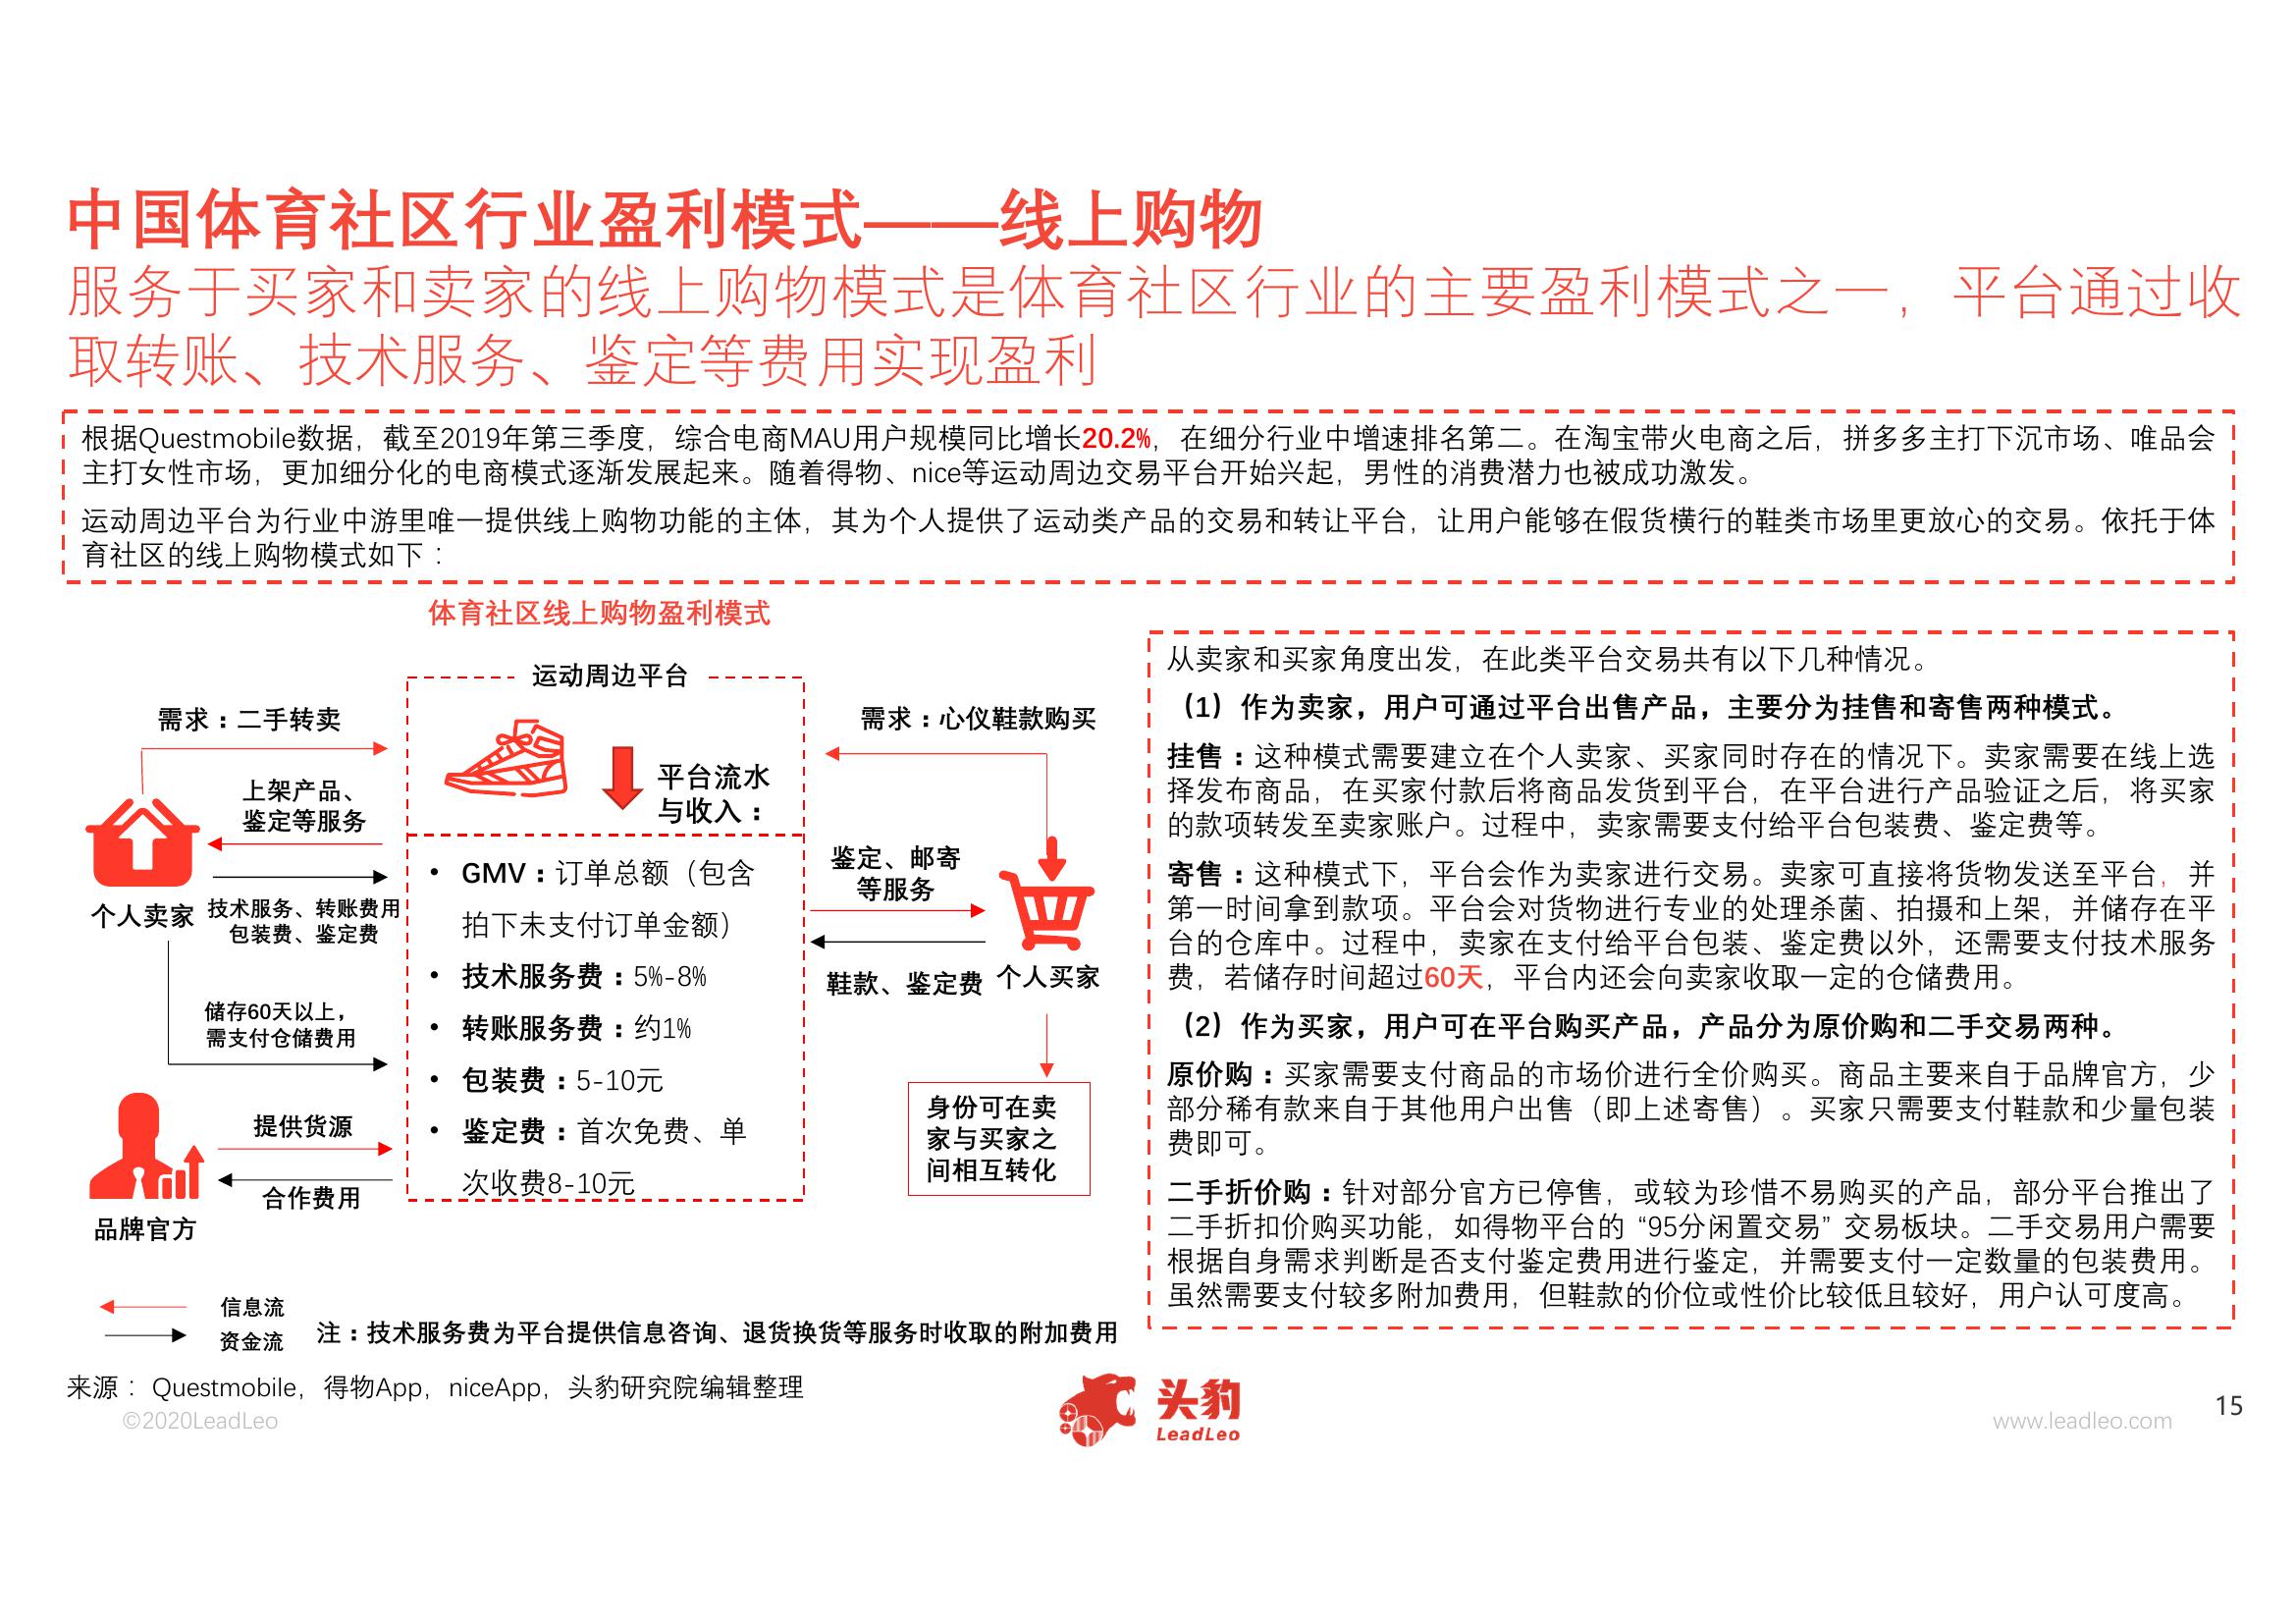 中国体育社区行业盈利模式——线上购物
服务于买家和卖家的线上购物模式是体育社区行业的主要盈利模式之一，平台通过收
取转账、技术服务、鉴定等费用实现盈利
根据Questmobile数据，截至2019年第三季度，综合电商MAU用户规模同比增长20.2%，在细分行业中增速排名第二。在淘宝带火电商之后，拼多多主打下沉市场、唯品会
主打女性市场，更加细分化的电商模式逐渐发展起来。随着得物、nice等运动周边交易平台开始兴起，男性的消费潜力也被成功激发。
运动周边平台为行业中游里唯一提供线上购物功能的主体，其为个人提供了运动类产品的交易和转让平台，让用户能够在假货横行的鞋类市场里更放心的交易。依托于体
育社区的线上购物模式如下：
体育社区线上购物盈利模式
运动周边平台
需求：二手转卖
上架产品、
鉴定等服务
个人卖家
技术服务、转账费用
包装费、鉴定费
储存60天以上，
需支付仓储费用
提供货源
合作费用
品牌官方
平台流水
与收入：
• GMV：订单总额（包含
拍下未支付订单金额）
• 技术服务费：5%-8%
• 转账服务费：约1%
• 包装费：5-10元
• 鉴定费：首次免费、单
次收费8-10元
需求：心仪鞋款购买
鉴定、邮寄
等服务
鞋款、鉴定费
个人买家
身份可在卖
家与买家之
间相互转化
信息流
资金流
注：技术服务费为平台提供信息咨询、退货换货等服务时收取的附加费用
从卖家和买家角度出发，在此类平台交易共有以下几种情况。
（1）作为卖家，用户可通过平台出售产品，主要分为挂售和寄售两种模式。
挂售：这种模式需要建立在个人卖家、买家同时存在的情况下。卖家需要在线上选
择发布商品，在买家付款后将商品发货到平台，在平台进行产品验证之后，将买家
的款项转发至卖家账户。过程中，卖家需要支付给平台包装费、鉴定费等。
寄售：这种模式下，平台会作为卖家进行交易。卖家可直接将货物发送至平台，并
第一时间拿到款项。平台会对货物进行专业的处理杀菌、拍摄和上架，并储存在平
台的仓库中。过程中，卖家在支付给平台包装、鉴定费以外，还需要支付技术服务
费，若储存时间超过60天，平台内还会向卖家收取一定的仓储费用。
（2）作为买家，用户可在平台购买产品，产品分为原价购和二手交易两种。
原价购：买家需要支付商品的市场价进行全价购买。商品主要来自于品牌官方，少
部分稀有款来自于其他用户出售（即上述寄售）。买家只需要支付鞋款和少量包装
费即可。
二手折价购：针对部分官方已停售，或较为珍惜不易购买的产品，部分平台推出了
二手折扣价购买功能，如得物平台的 “95分闲置交易” 交易板块。二手交易用户需要
根据自身需求判断是否支付鉴定费用进行鉴定，并需要支付一定数量的包装费用。
虽然需要支付较多附加费用，但鞋款的价位或性价比较低且较好，用户认可度高。
来源：Questmobile，得物App，niceApp，头豹研究院编辑整理
©2020LeadLeo
头豹
LeadLeo
www.leadleo.com
15